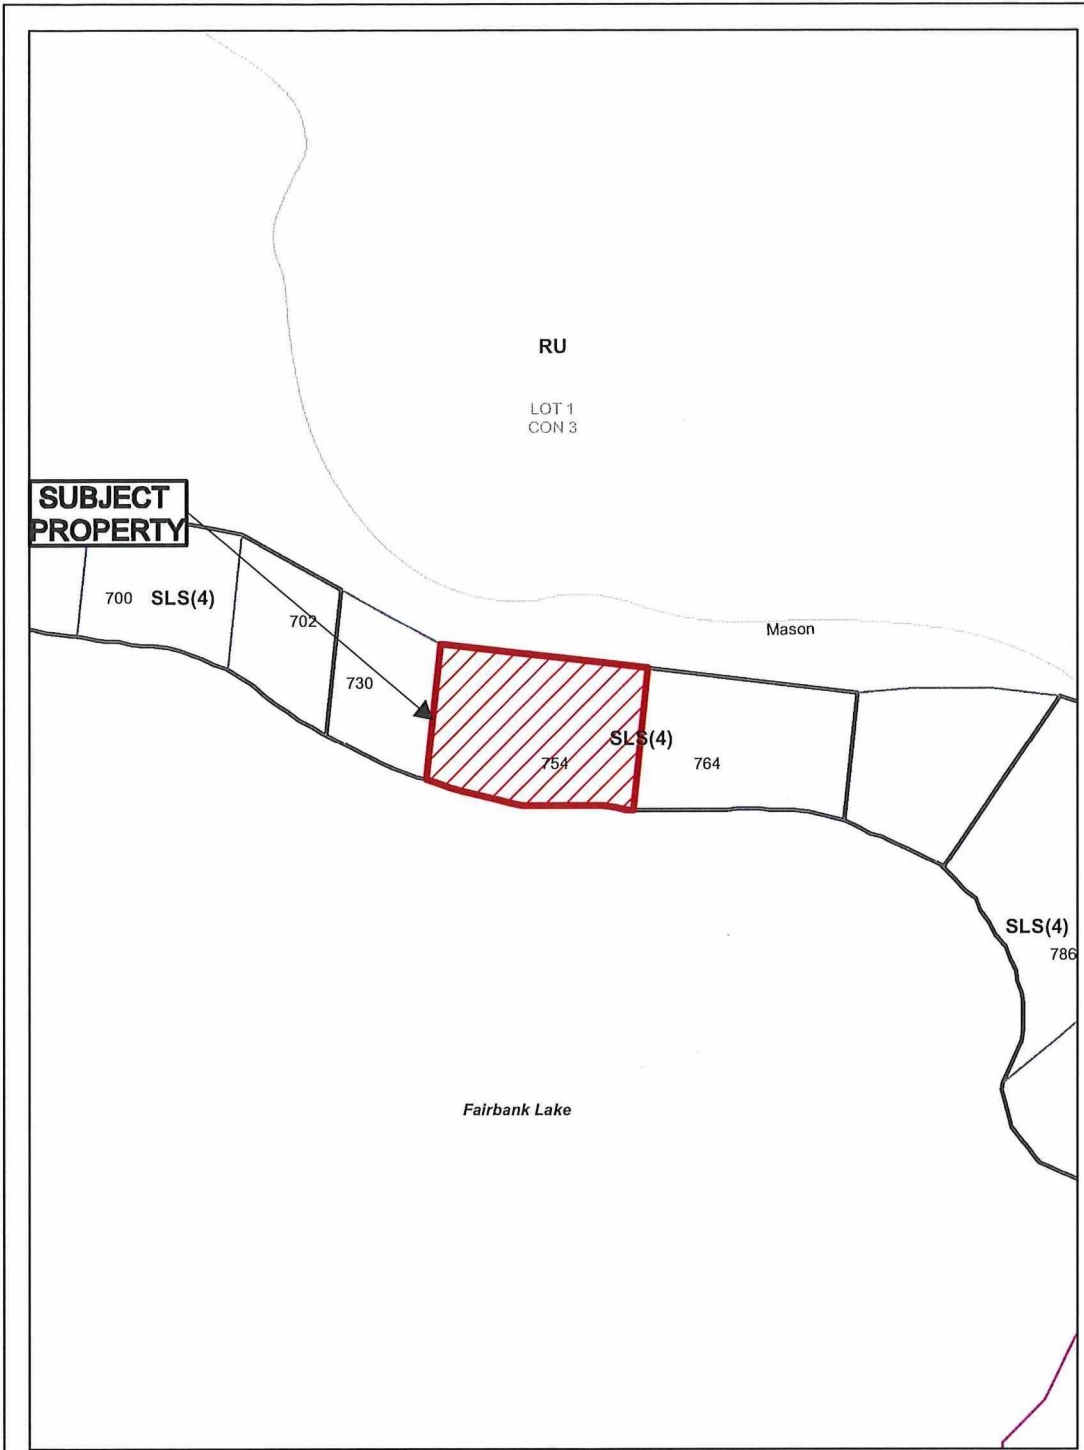 RU
LOT 1
CON 3
SUBJECT
PROPERTY
700
SLS(4)
702
Mason
730
SLS(4)
754
764
SLS(4)
786
Fairbank Lake